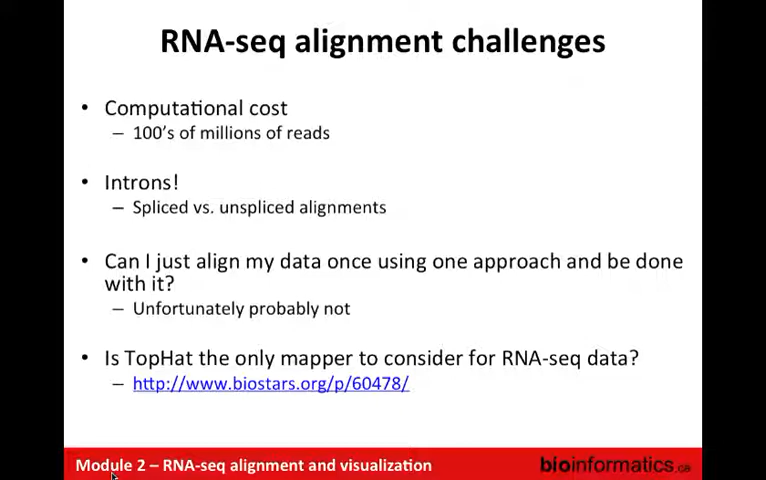 RNA-seq alignment challenges
• Computational cost
– 100's of millions of reads
• Introns!
– Spliced vs. unspliced alignments
• Can I just align my data once using one approach and be done
with it?
– Unfortunately probably not
• Is TopHat the only mapper to consider for RNA-seq data?
– http://www.biostars.org/p/60478/
Module 2 – RNA-seq alignment and visualization
bioinformatics.ca